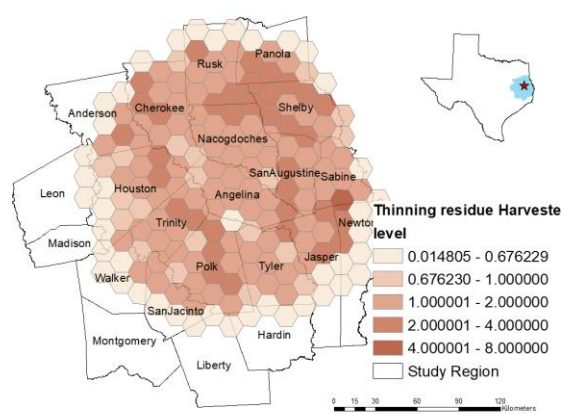 Panola
Rusk
Anderson
Cherokee
Shelby
Nacogdoches
Leon
Houston
SanAugustine
Sabine
Angelina
Madison
Trinity
Newto
Walker
Polk
Tyler
Jasper
SanJacinto
Montgomery
Hardin
Liberty
Thinning residue Harveste
level
0.014805 - 0.676229
0.676230 - 1.000000
1.000001 - 2.000000
2.000001 - 4.000000
4.000001 - 8.000000
Study Region
0 15 30 60 90 120
Kilometers